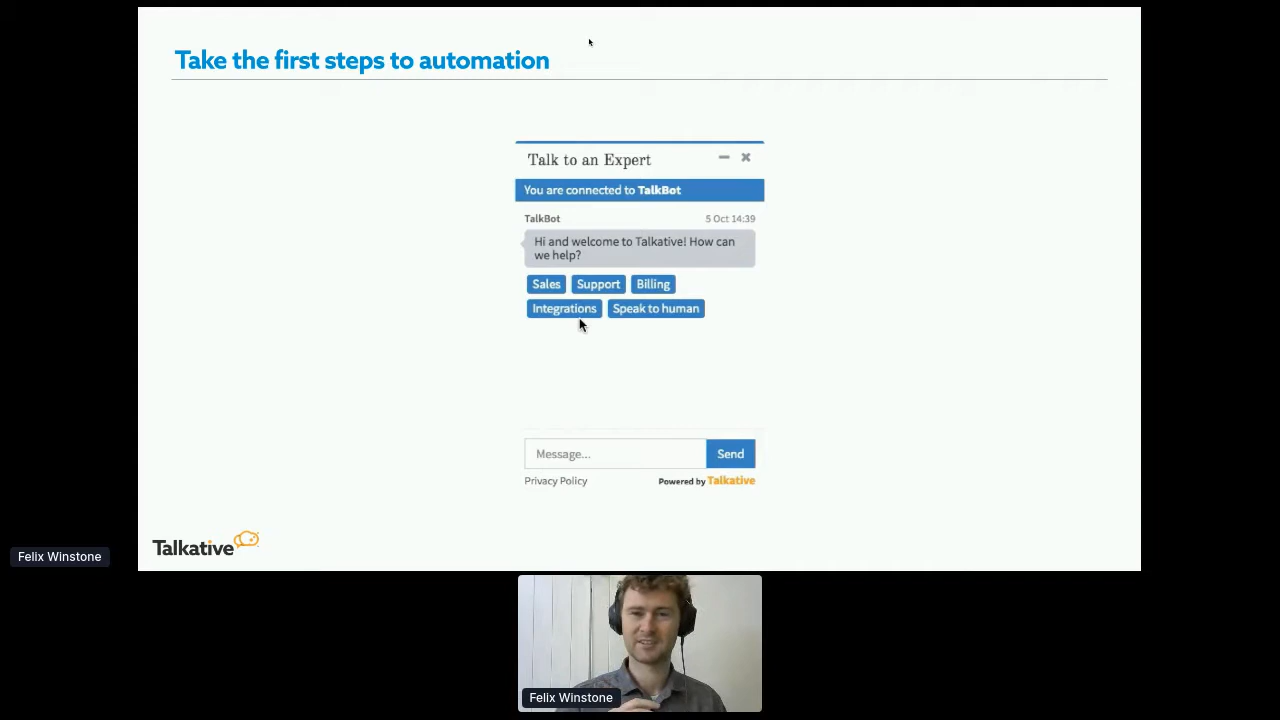 Take the first steps to automation
Talk to an Expert
You are connected to TalkBot
TalkBot 5 Oct 14:39
Hi and welcome to Talkative! How can
we help?
Sales Support Billing
Integrations Speak to human
Message... Send
Privacy Policy Powered by Talkative
Talkative
Felix Winstone
Felix Winstone